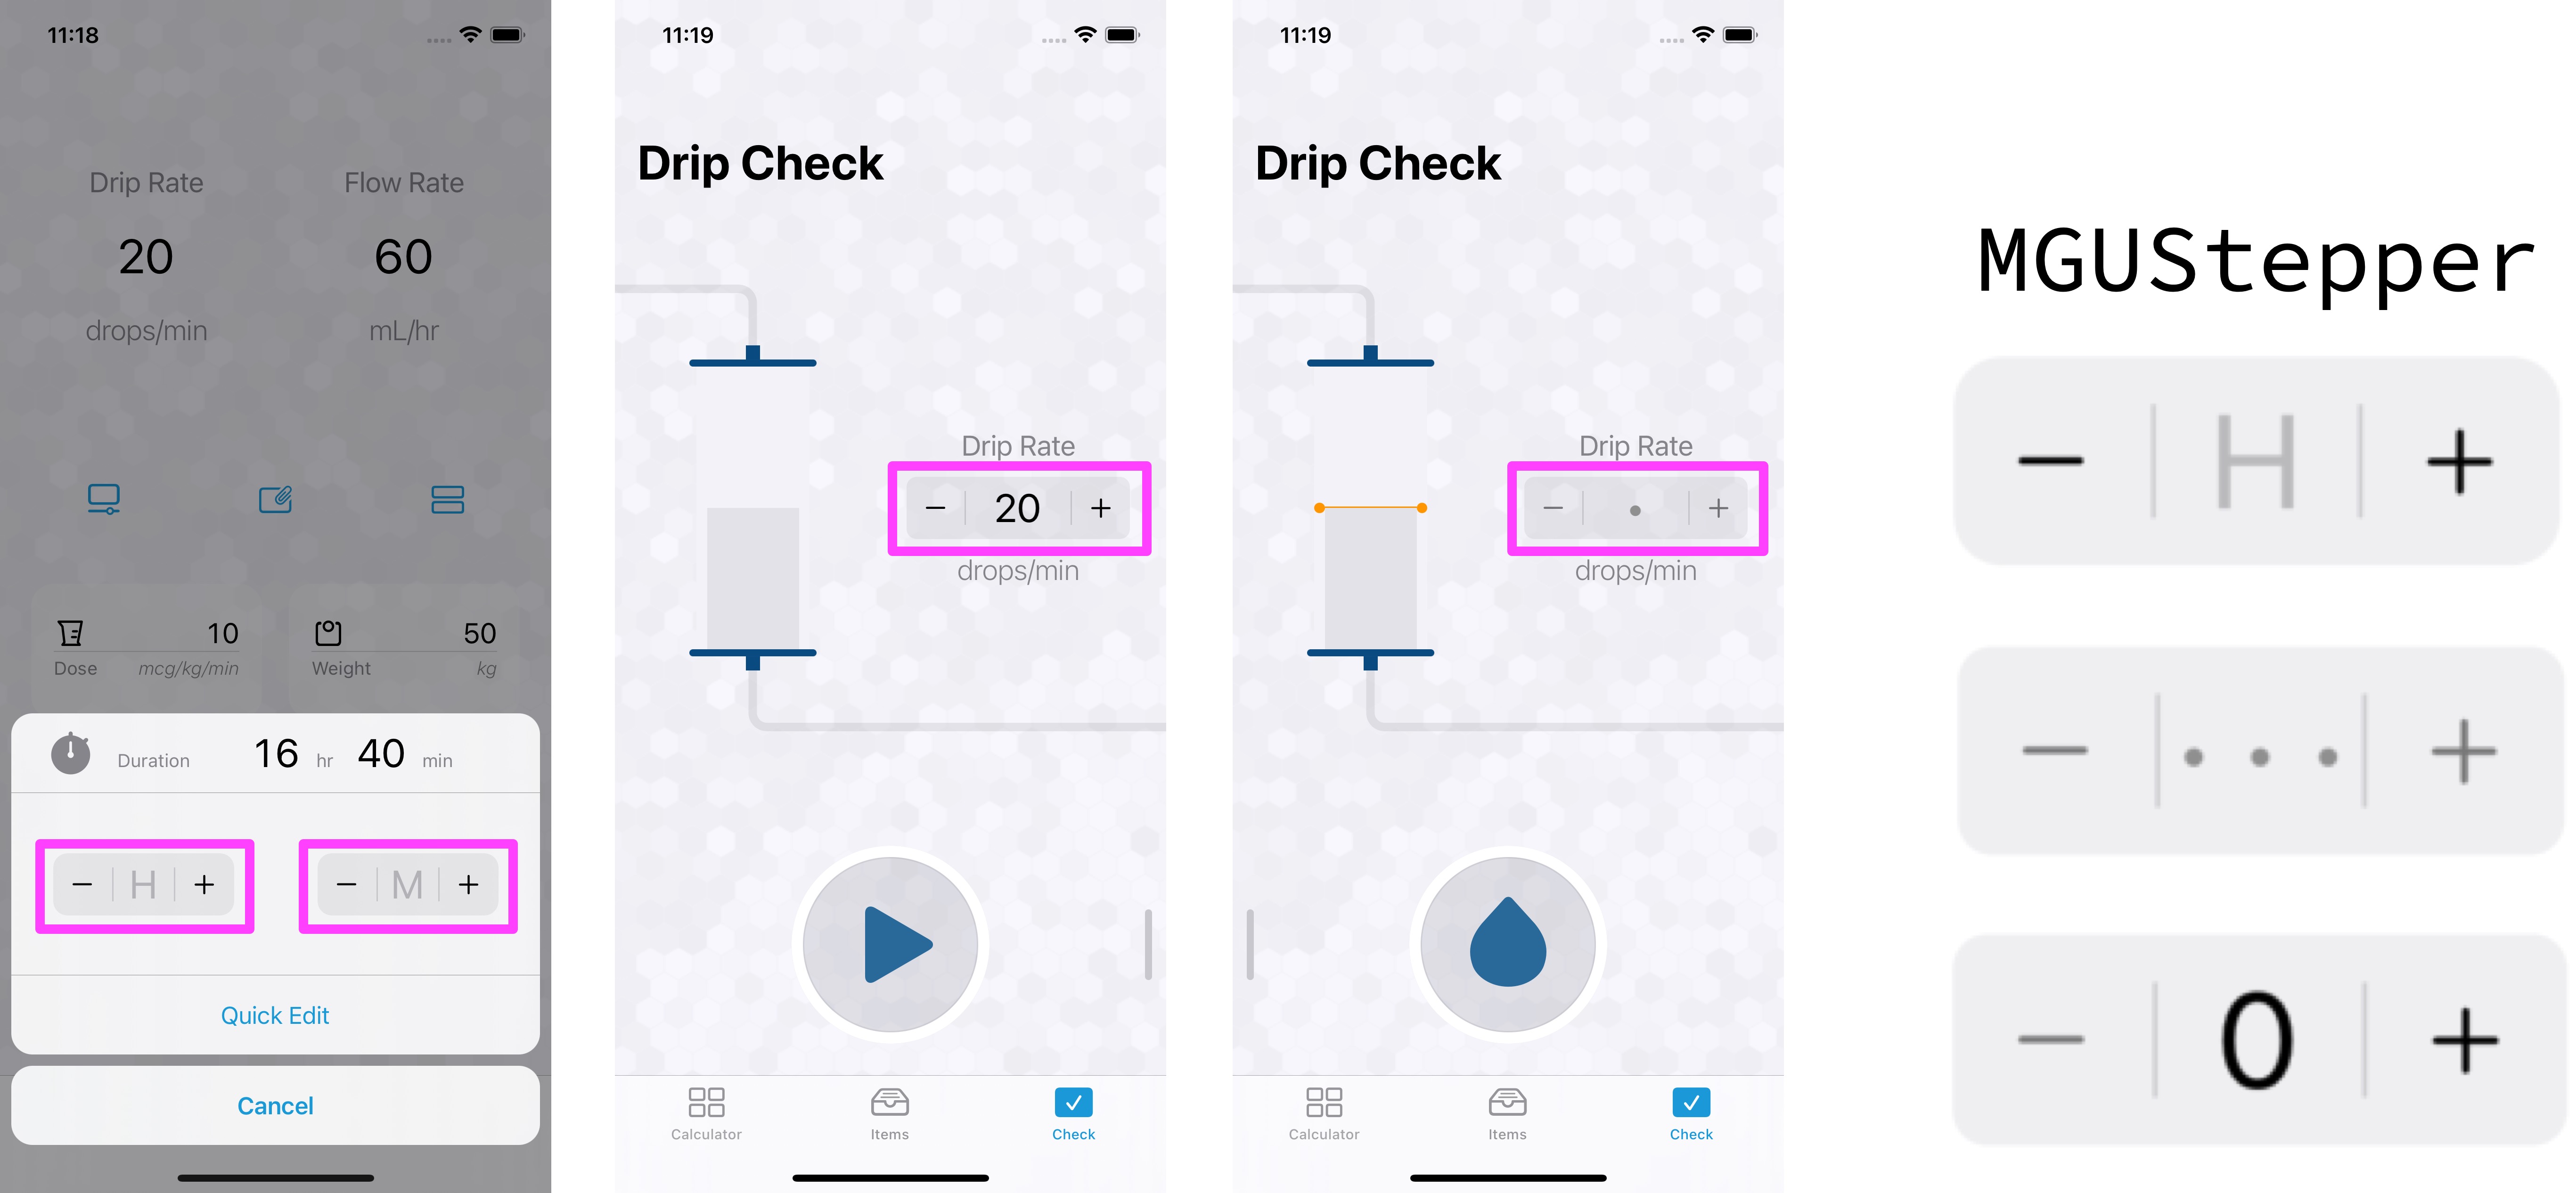 11:18
Drip Rate Flow Rate
20 60
drops/min mL/hr
10 50
Dose mcg/kg/min Weight kg
Duration 16 hr 40 min
− H + − M +
Quick Edit
Cancel
11:19
Drip Check
Drip Rate
− 20 +
drops/min
Calculator Items Check
11:19
Drip Check
Drip Rate
− • +
drops/min
Calculator Items Check
MGUStepper
− H +
− • • • +
− 0 +